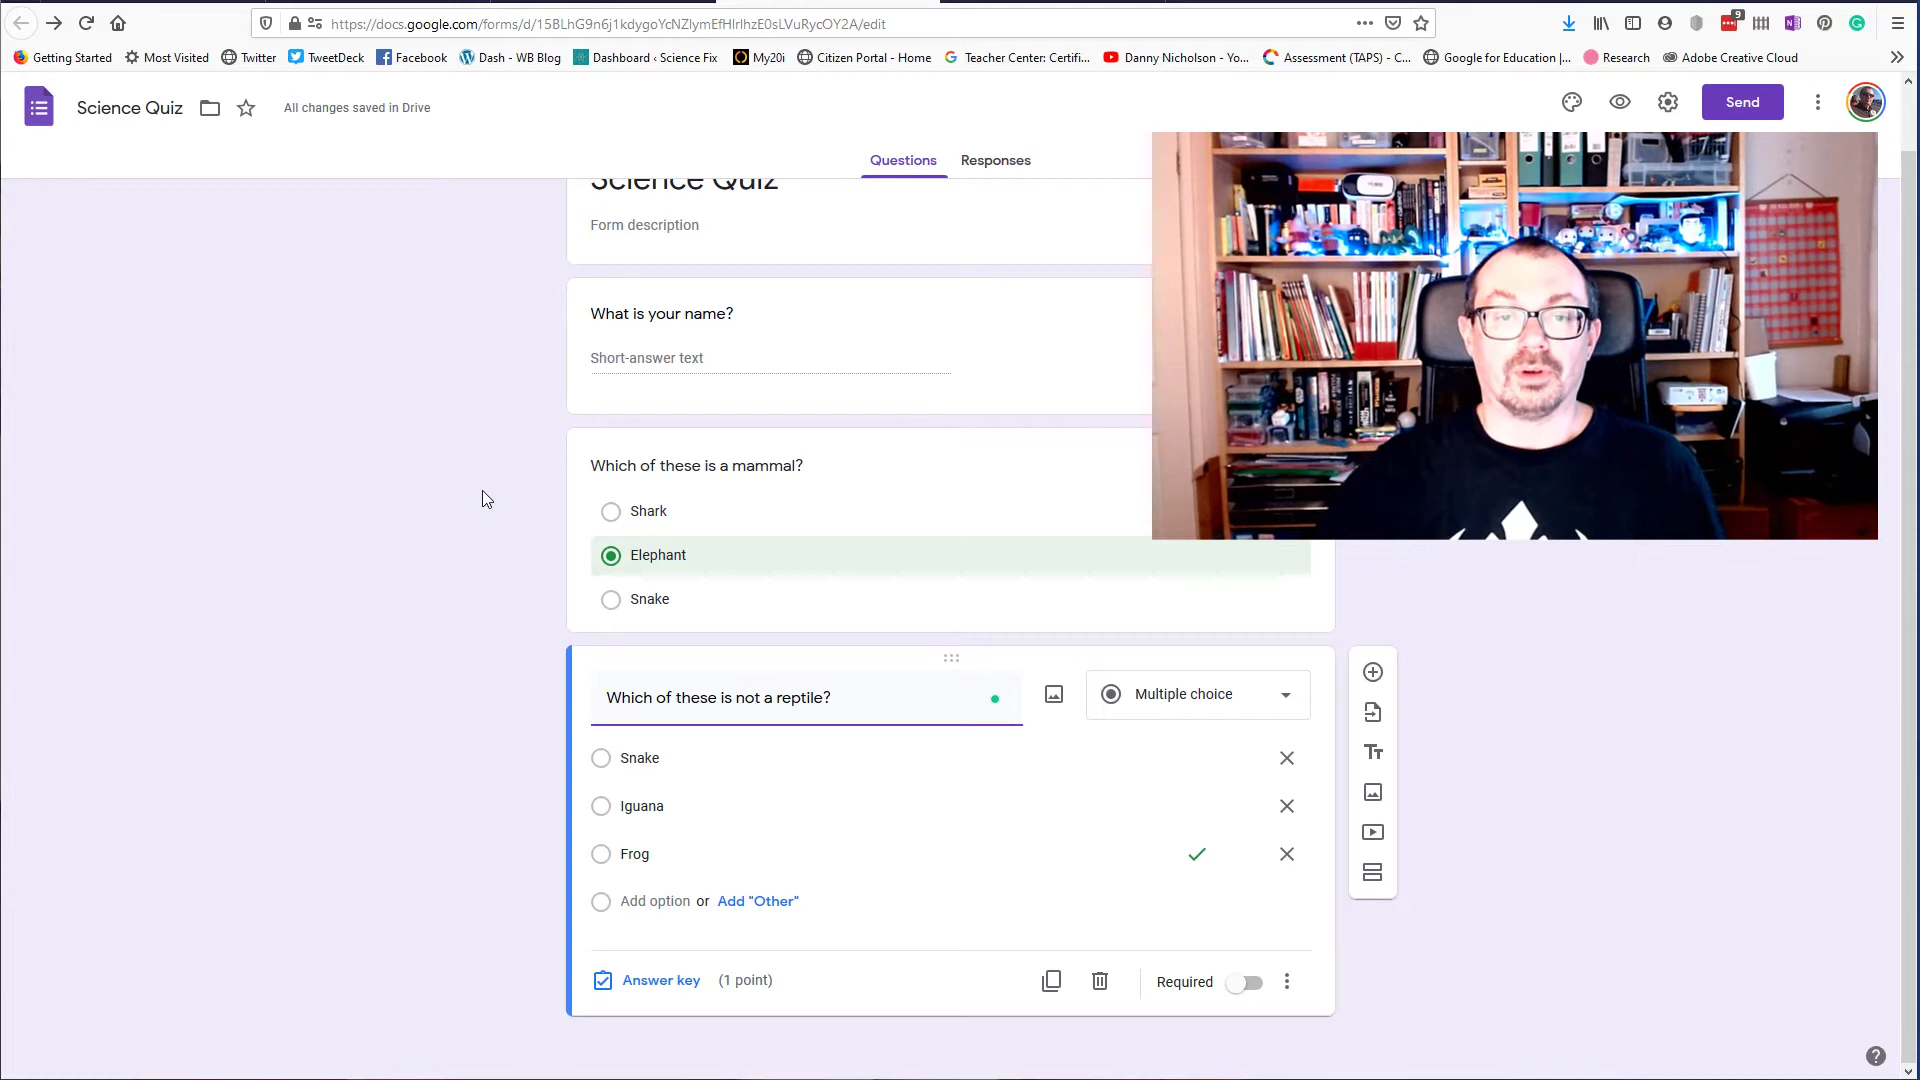 https://docs.google.com/forms/d/15BLhG9n6j1kdygoYcNZlymEfHlrlhzE0sLVuRycOY2A/edit
9
Getting Started Most Visited Twitter TweetDeck Facebook Dash - WB Blog Dashboard ‹ Science Fix My20i Citizen Portal - Home Teacher Center: Certifi... Danny Nicholson - Yo... Assessment (TAPS) - C... Google for Education |... Research Adobe Creative Cloud
Science Quiz All changes saved in Drive Send
Questions Responses
Science Quiz
Form description
What is your name?
Short-answer text
Which of these is a mammal?
Shark
Elephant
Snake
Which of these is not a reptile? Multiple choice
Snake
Iguana
Frog
Add option or Add "Other"
Answer key (1 point) Required